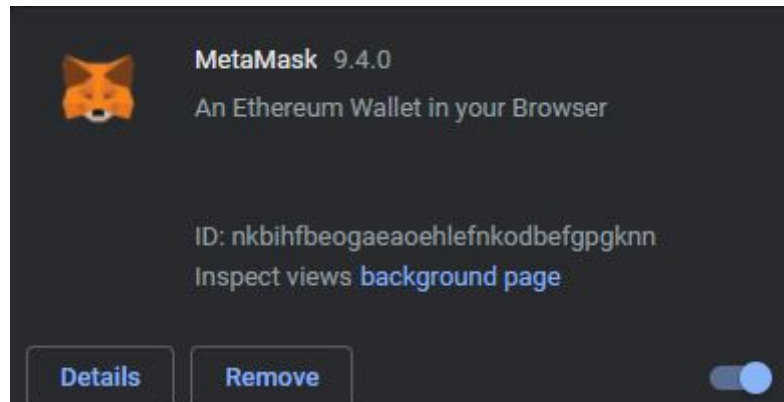 MetaMask 9.4.0
An Ethereum Wallet in your Browser
ID: nkbihfbeogaeaoehlefnkodbefgpgknn
Inspect views background page
Details Remove